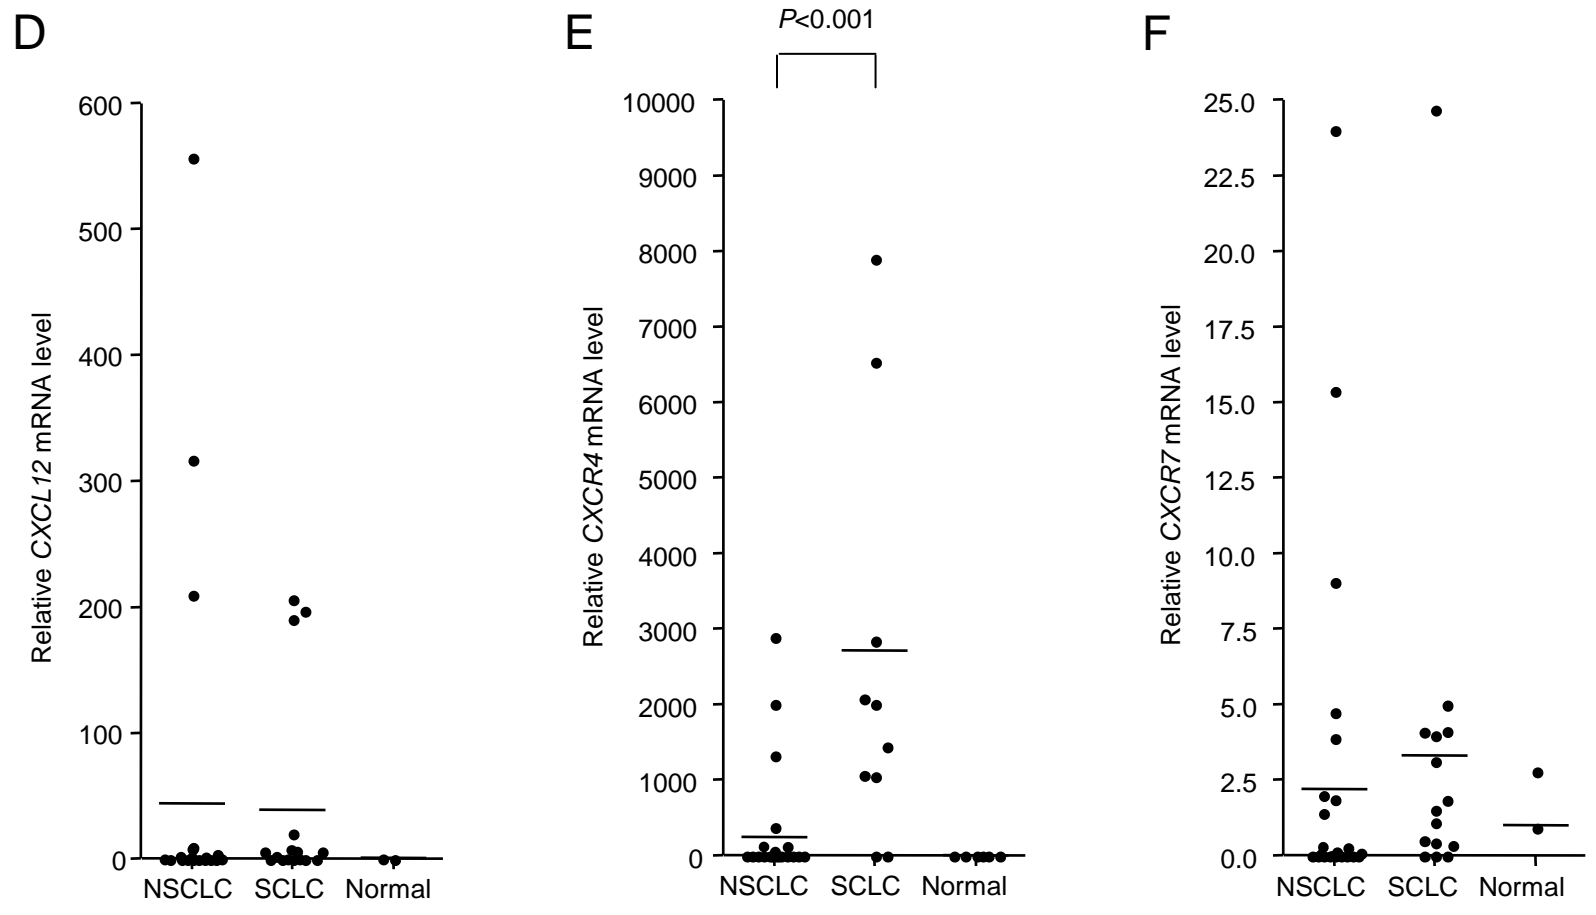 D
600
500
400
300
200
100
0
Relative CXCL12 mRNA level
NSCLC SCLC Normal
E
P<0.001
10000
9000
8000
7000
6000
5000
4000
3000
2000
1000
0
Relative CXCR4 mRNA level
NSCLC SCLC Normal
F
25.0
22.5
20.0
17.5
15.0
12.5
10.0
7.5
5.0
2.5
0.0
Relative CXCR7 mRNA level
NSCLC SCLC Normal